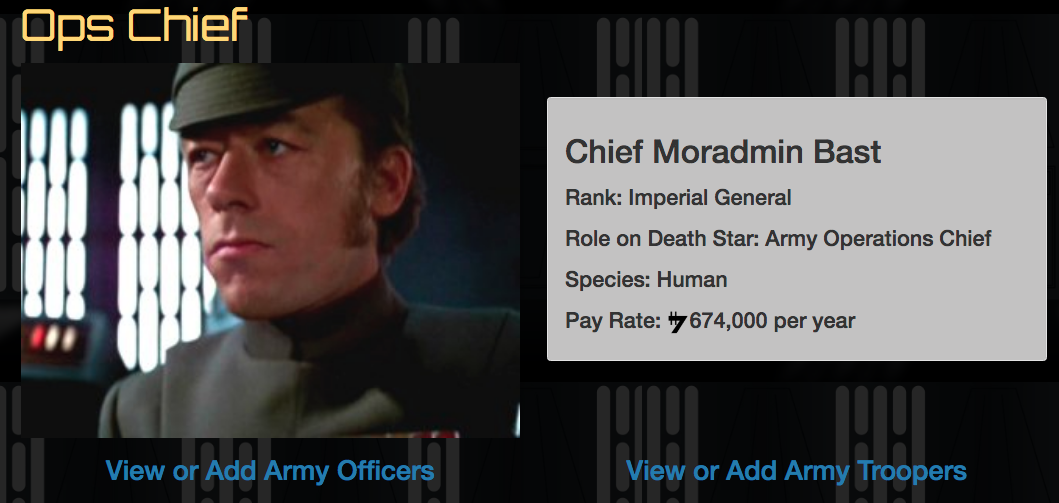 Ops Chief
Chief Moradmin Bast
Rank: Imperial General
Role on Death Star: Army Operations Chief
Species: Human
Pay Rate: 674,000 per year
View or Add Army Officers
View or Add Army Troopers